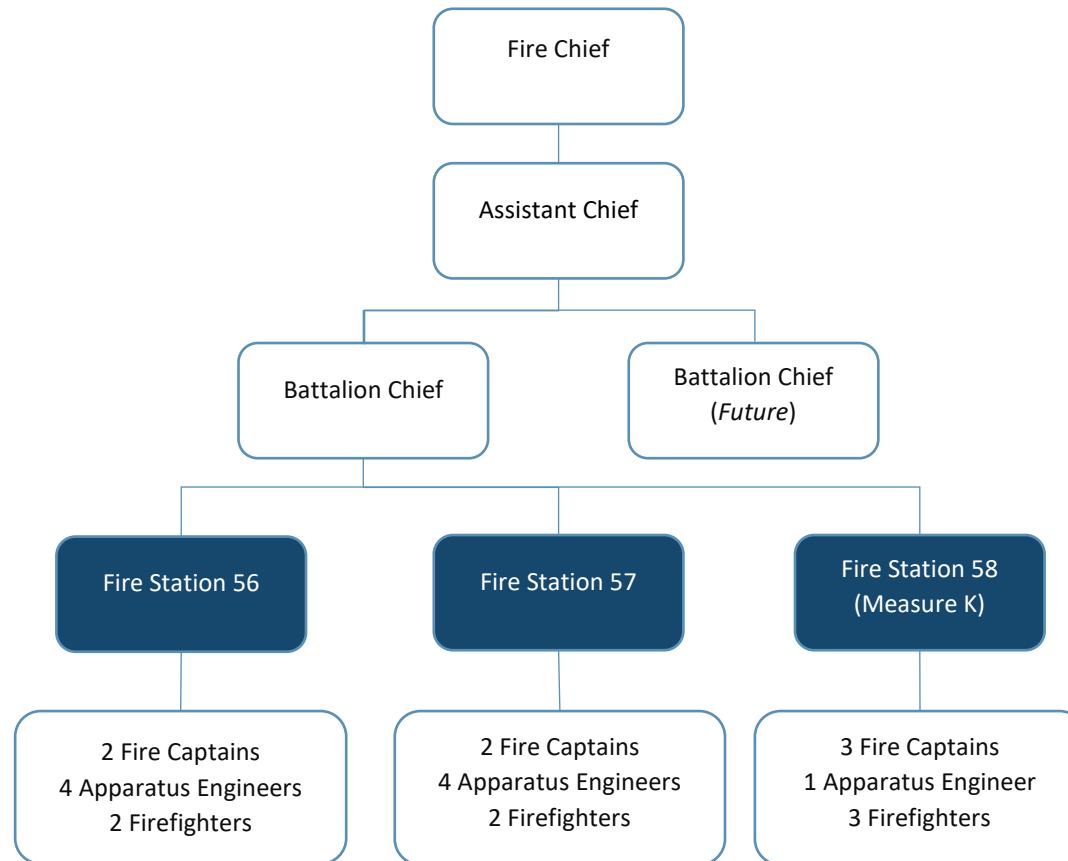 Fire Chief
Assistant Chief
Battalion Chief
Battalion Chief
(Future)
Fire Station 56
Fire Station 57
Fire Station 58
(Measure K)
2 Fire Captains
4 Apparatus Engineers
2 Firefighters
2 Fire Captains
4 Apparatus Engineers
2 Firefighters
3 Fire Captains
1 Apparatus Engineer
3 Firefighters